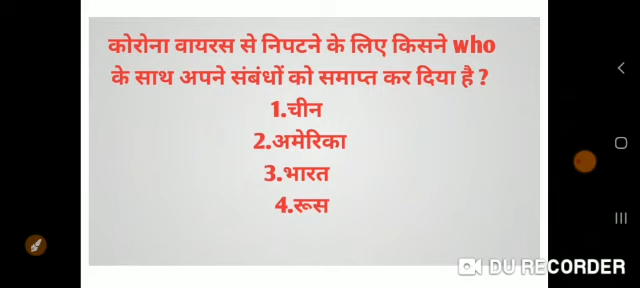 कोरोना वायरस से निपटने के लिए किसने who
के साथ अपने संबंधों को समाप्त कर दिया है ?
1.चीन
2.अमेरिका
3.भारत
4.रूस
DU RECORDER